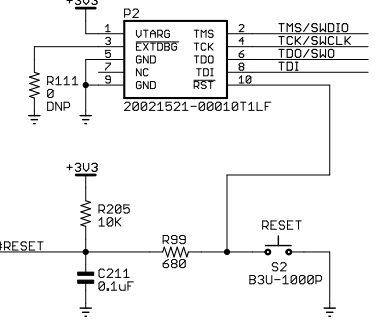 +3V3
P2
1 VTARG TMS 2 TMS/SWDIO
3 EXTDBG TCK 4 TCK/SWCLK
5 GND TDO 6 TDO/SWO
7 NC TDI 8 TDI
9 GND RST 10
R111
0
DNP
20021521-00010T1LF
+3V3
R205
10K
#RESET
R99
680
RESET
S2
B3U-1000P
C211
0.1uF